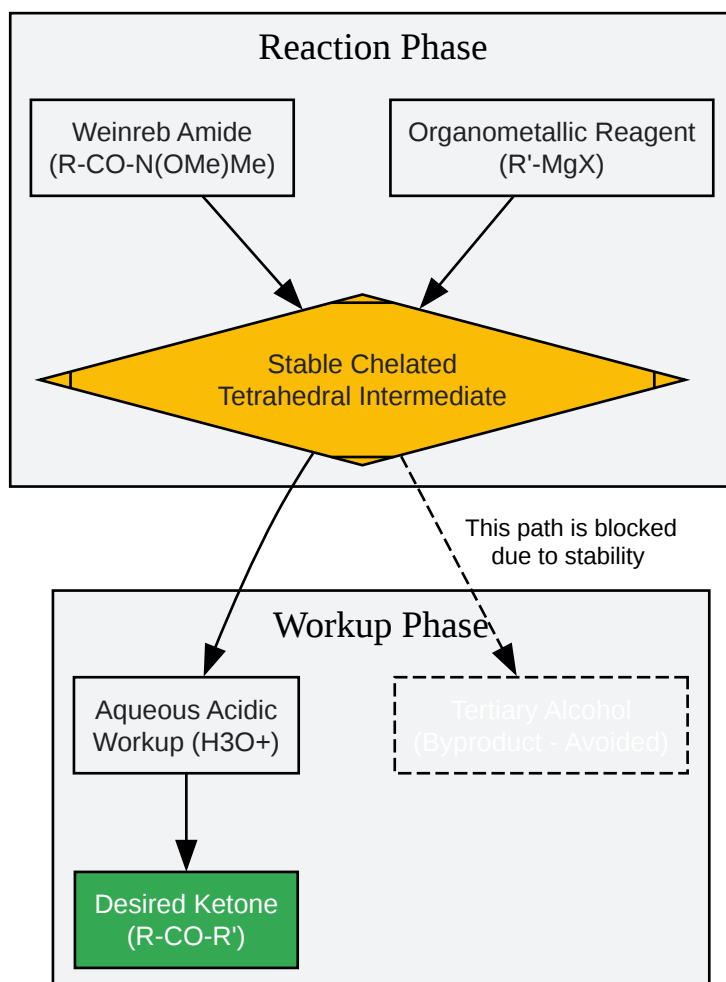 Reaction Phase
Weinreb Amide
(R-CO-N(OMe)Me)
Organometallic Reagent
(R'-MgX)
Stable Chelated
Tetrahedral Intermediate
This path is blocked
due to stability
Workup Phase
Aqueous Acidic
Workup (H3O+)
Tertiary Alcohol
(Byproduct - Avoided)
Desired Ketone
(R-CO-R')